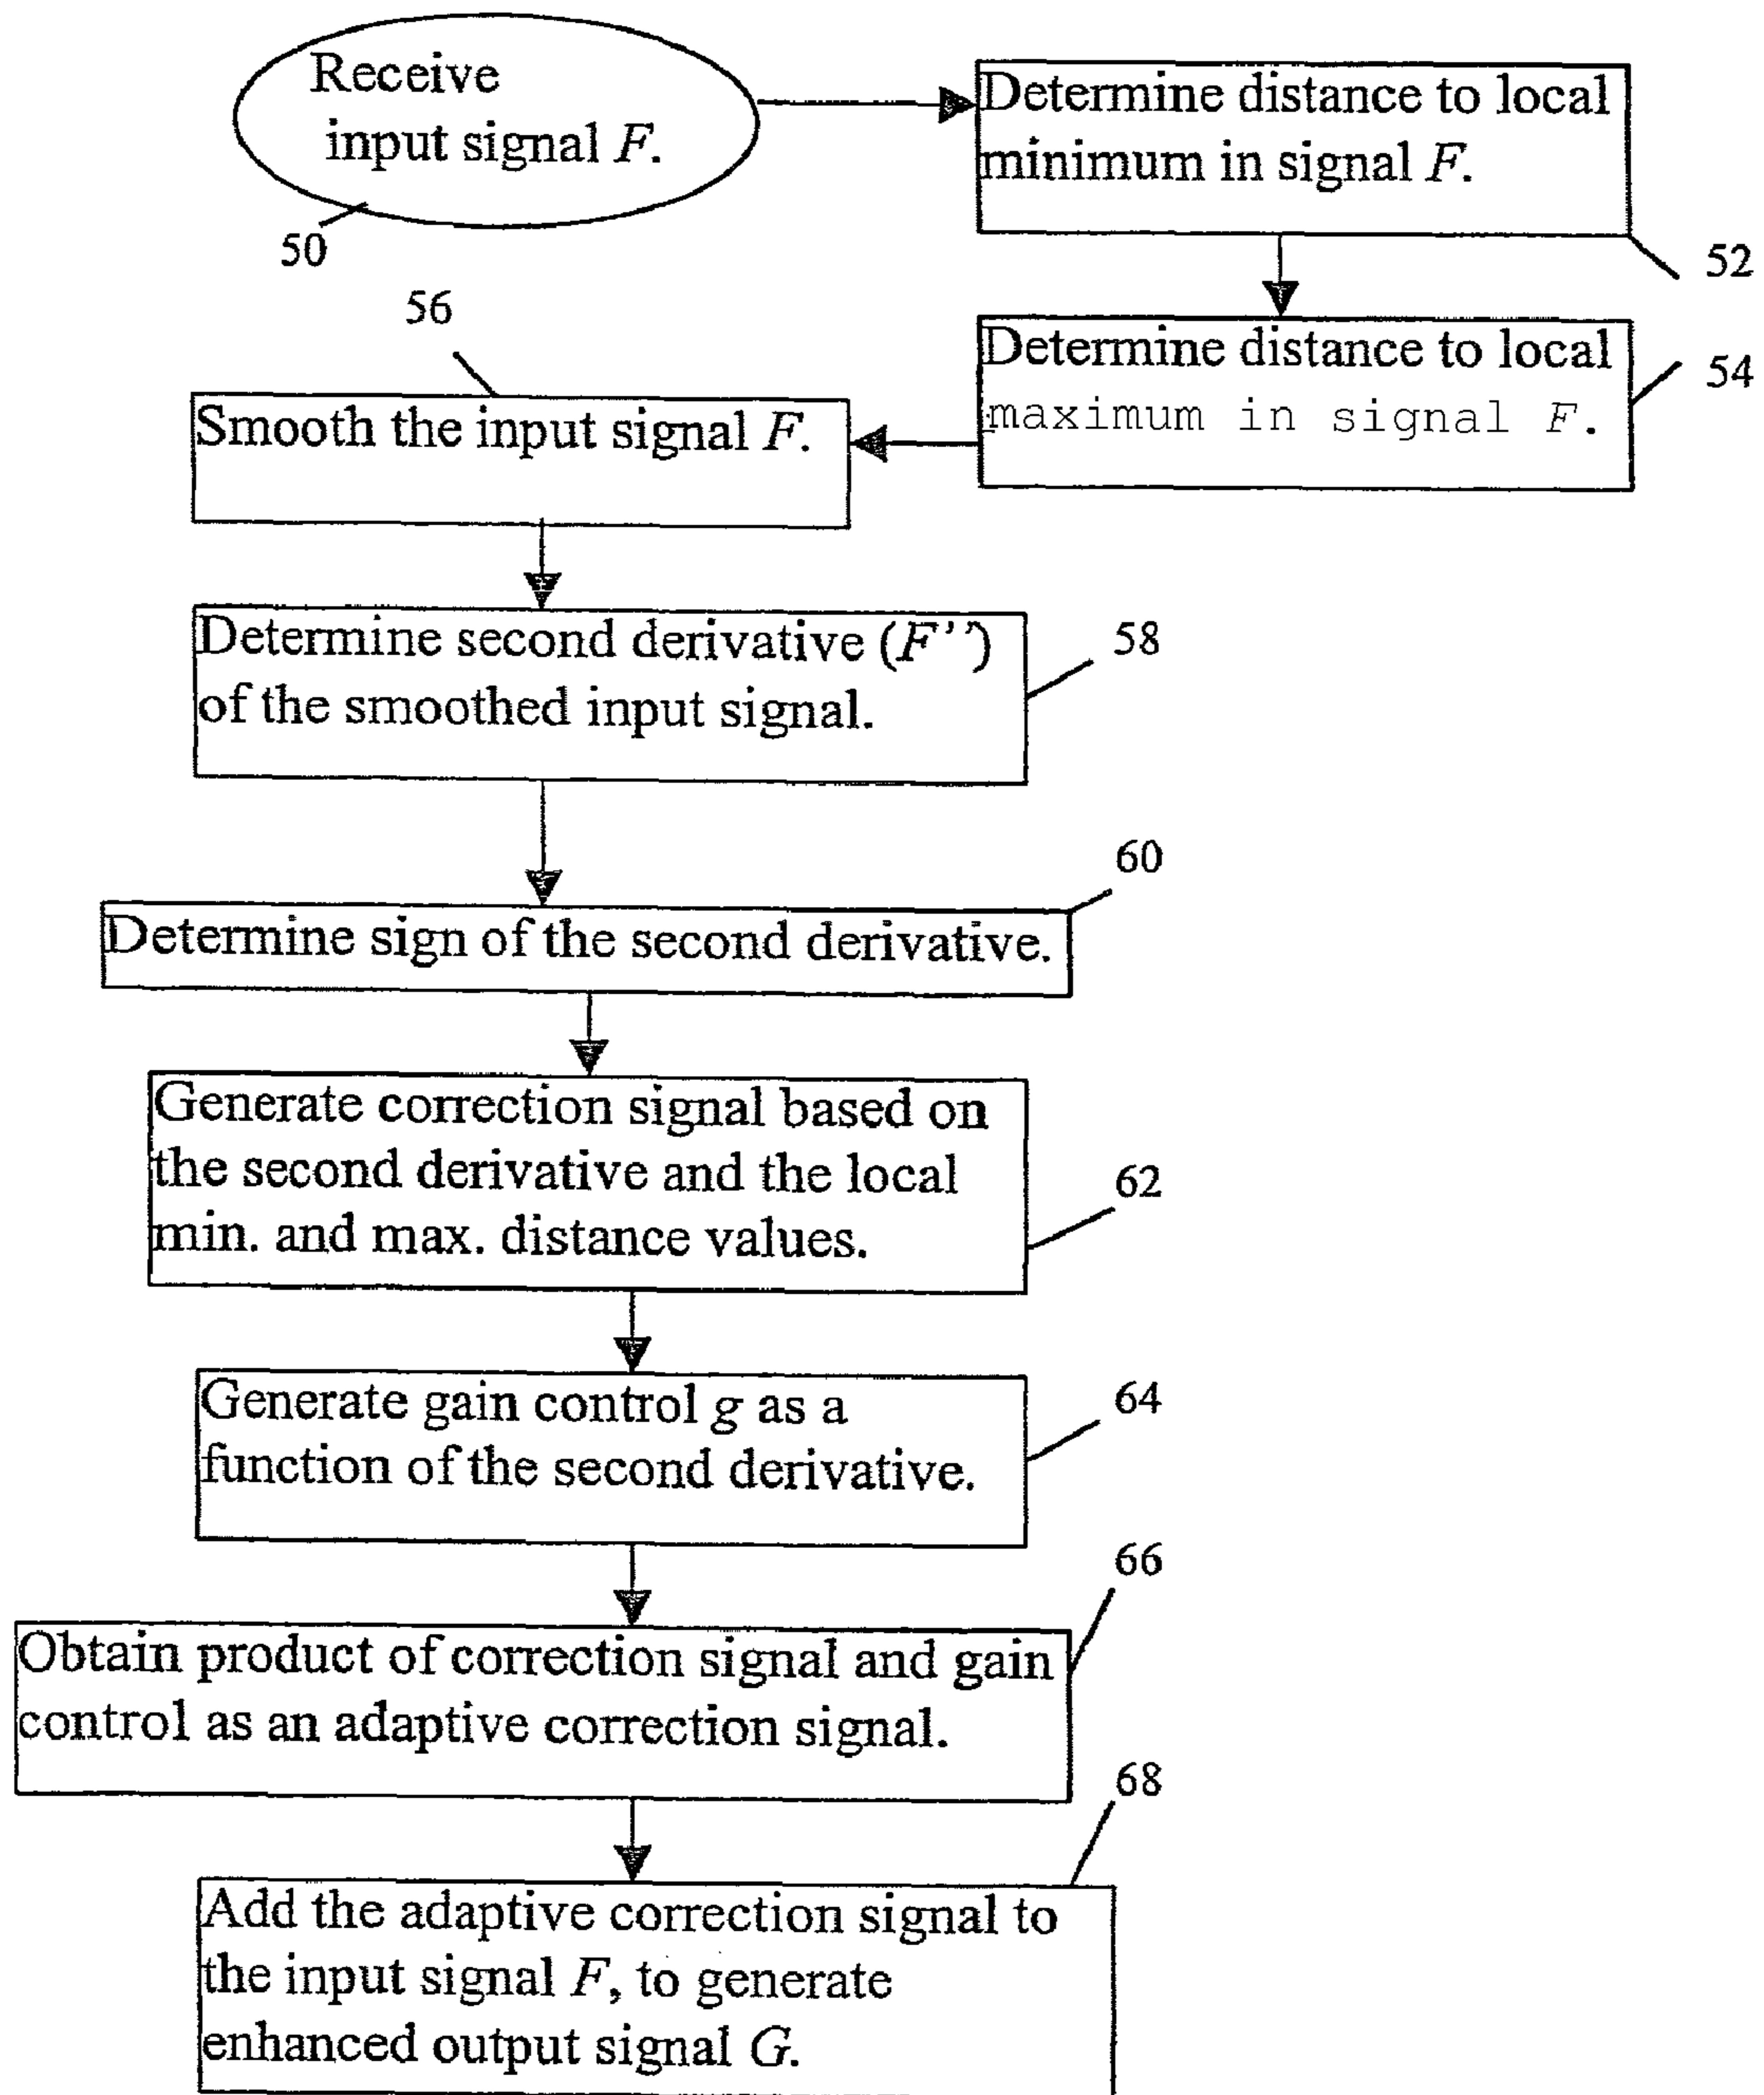 Receive
input signal F.
50
Determine distance to local
minimum in signal F.
52
Determine distance to local
maximum in signal F.
54
56
Smooth the input signal F.
Determine second derivative (F’’)
of the smoothed input signal.
58
60
Determine sign of the second derivative.
Generate correction signal based on
the second derivative and the local
min. and max. distance values.
62
Generate gain control g as a
function of the second derivative.
64
66
Obtain product of correction signal and gain
control as an adaptive correction signal.
68
Add the adaptive correction signal to
the input signal F, to generate
enhanced output signal G.